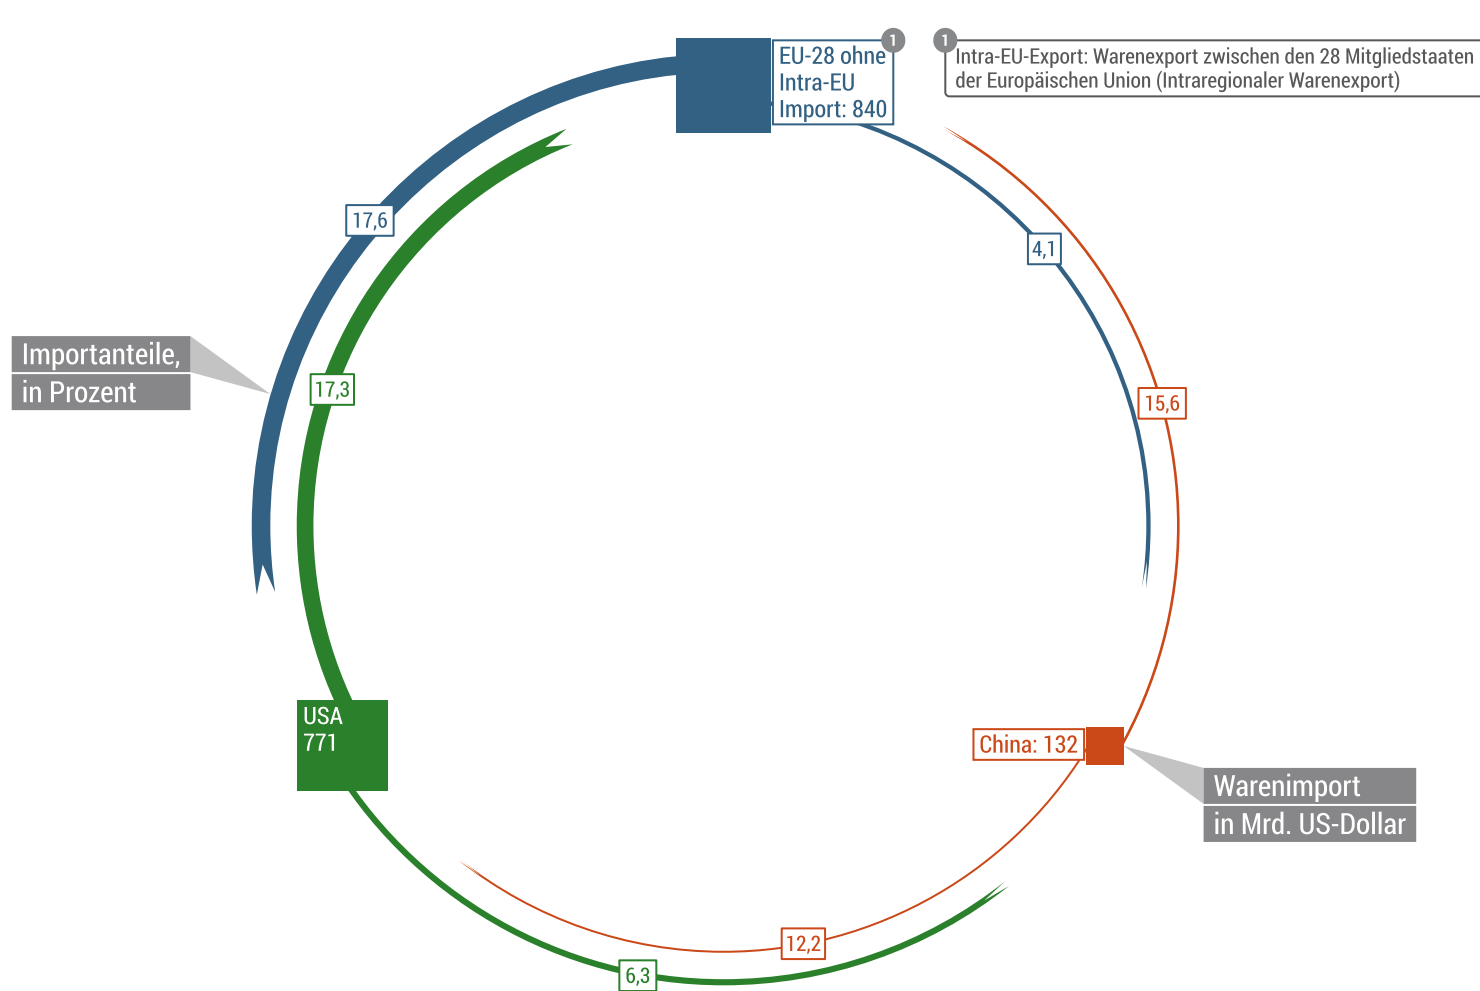 EU-28 ohne
Intra-EU
Import: 840
1
1
Intra-EU-Export: Warenexport zwischen den 28 Mitgliedstaaten
der Europäischen Union (Intraregionaler Warenexport)
17,6
4,1
Importanteile,
in Prozent
17,3
15,6
USA
771
China: 132
Warenimport
in Mrd. US-Dollar
12,2
6,3